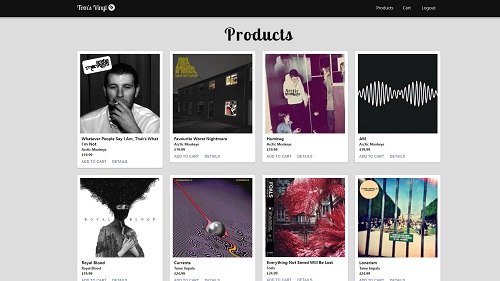 Tom's Vinyl
Products
Cart
Logout
Products
Whatever People Say I Am, That's What
I'm Not
Arctic Monkeys
£19.99
ADD TO CART
DETAILS
Favourite Worst Nightmare
Arctic Monkeys
£19.99
ADD TO CART
DETAILS
Arctic
Monkeys
Humbug
Arctic Monkeys
£19.99
ADD TO CART
DETAILS
AM
Arctic Monkeys
£19.99
ADD TO CART
DETAILS
ROYAL BLOOD
Royal Blood
Royal Blood
£19.99
ADD TO CART
DETAILS
Currents
Tame Impala
£24.99
ADD TO CART
DETAILS
FOALS
Everything Not Saved Will Be Lost
Foals
£24.99
ADD TO CART
DETAILS
Lonerism
Tame Impala
£24.99
ADD TO CART
DETAILS